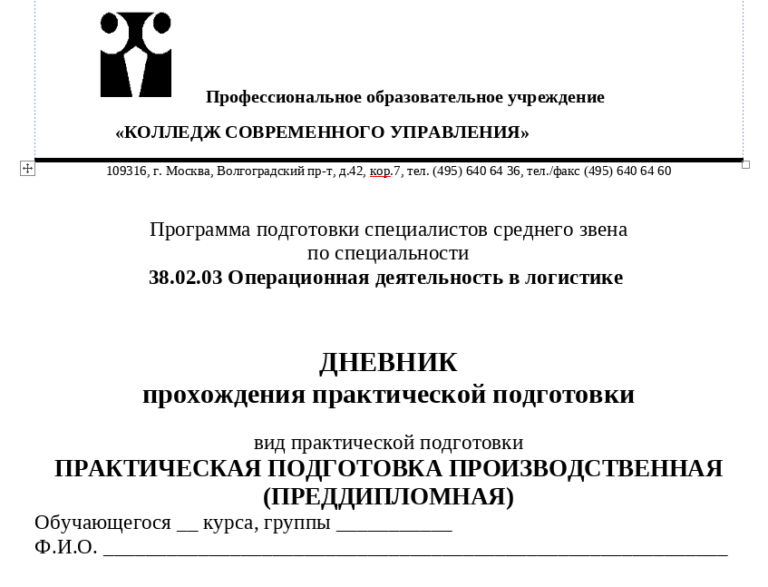 Профессиональное образовательное учреждение
«КОЛЛЕДЖ СОВРЕМЕННОГО УПРАВЛЕНИЯ»
109316, г. Москва, Волгоградский пр-т, д.42, кор.7, тел. (495) 640 64 36, тел./факс (495) 640 64 60
Программа подготовки специалистов среднего звена
по специальности
38.02.03 Операционная деятельность в логистике
ДНЕВНИК
прохождения практической подготовки
вид практической подготовки
ПРАКТИЧЕСКАЯ ПОДГОТОВКА ПРОИЗВОДСТВЕННАЯ
(ПРЕДДИПЛОМНАЯ)
Обучающегося __ курса, группы ___________
Ф.И.О. ____________________________________________________________